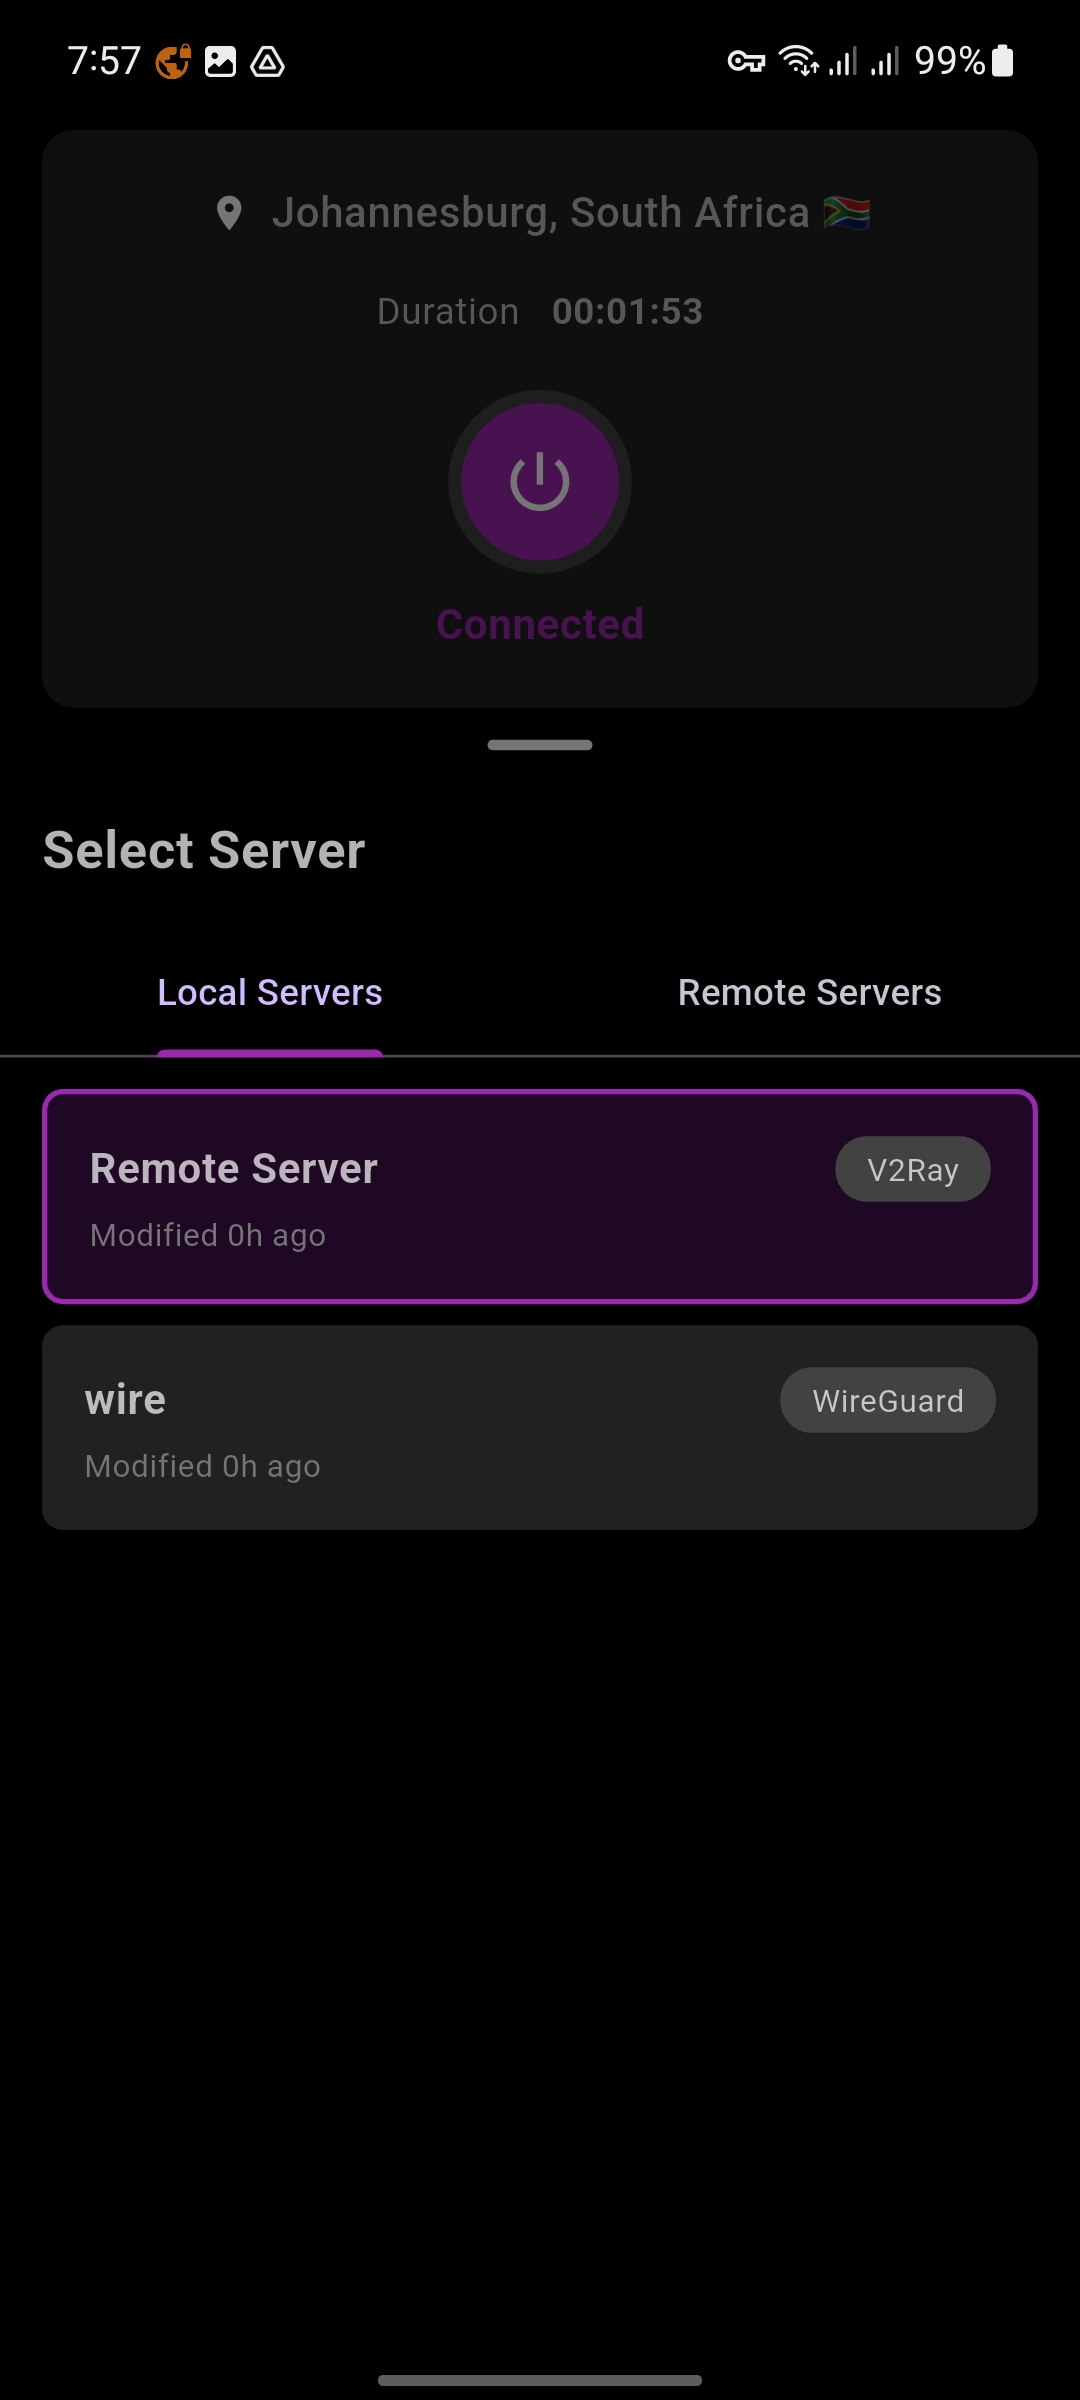 7:57
99%
Johannesburg, South Africa 🇿🇦
Duration 00:01:53
Connected
Select Server
Local Servers
Remote Servers
Remote Server
V2Ray
Modified 0h ago
wire
WireGuard
Modified 0h ago